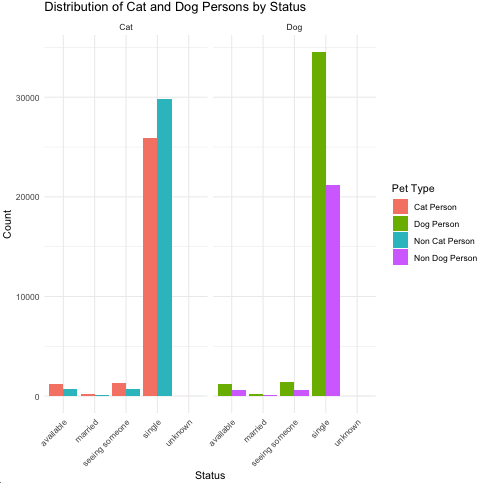 Distribution of Cat and Dog Persons by Status
Cat
Dog
30000
20000
10000
0
Count
available
married
seeing someone
single
unknown
available
married
seeing someone
single
unknown
Status
Pet Type
Cat Person
Dog Person
Non Cat Person
Non Dog Person